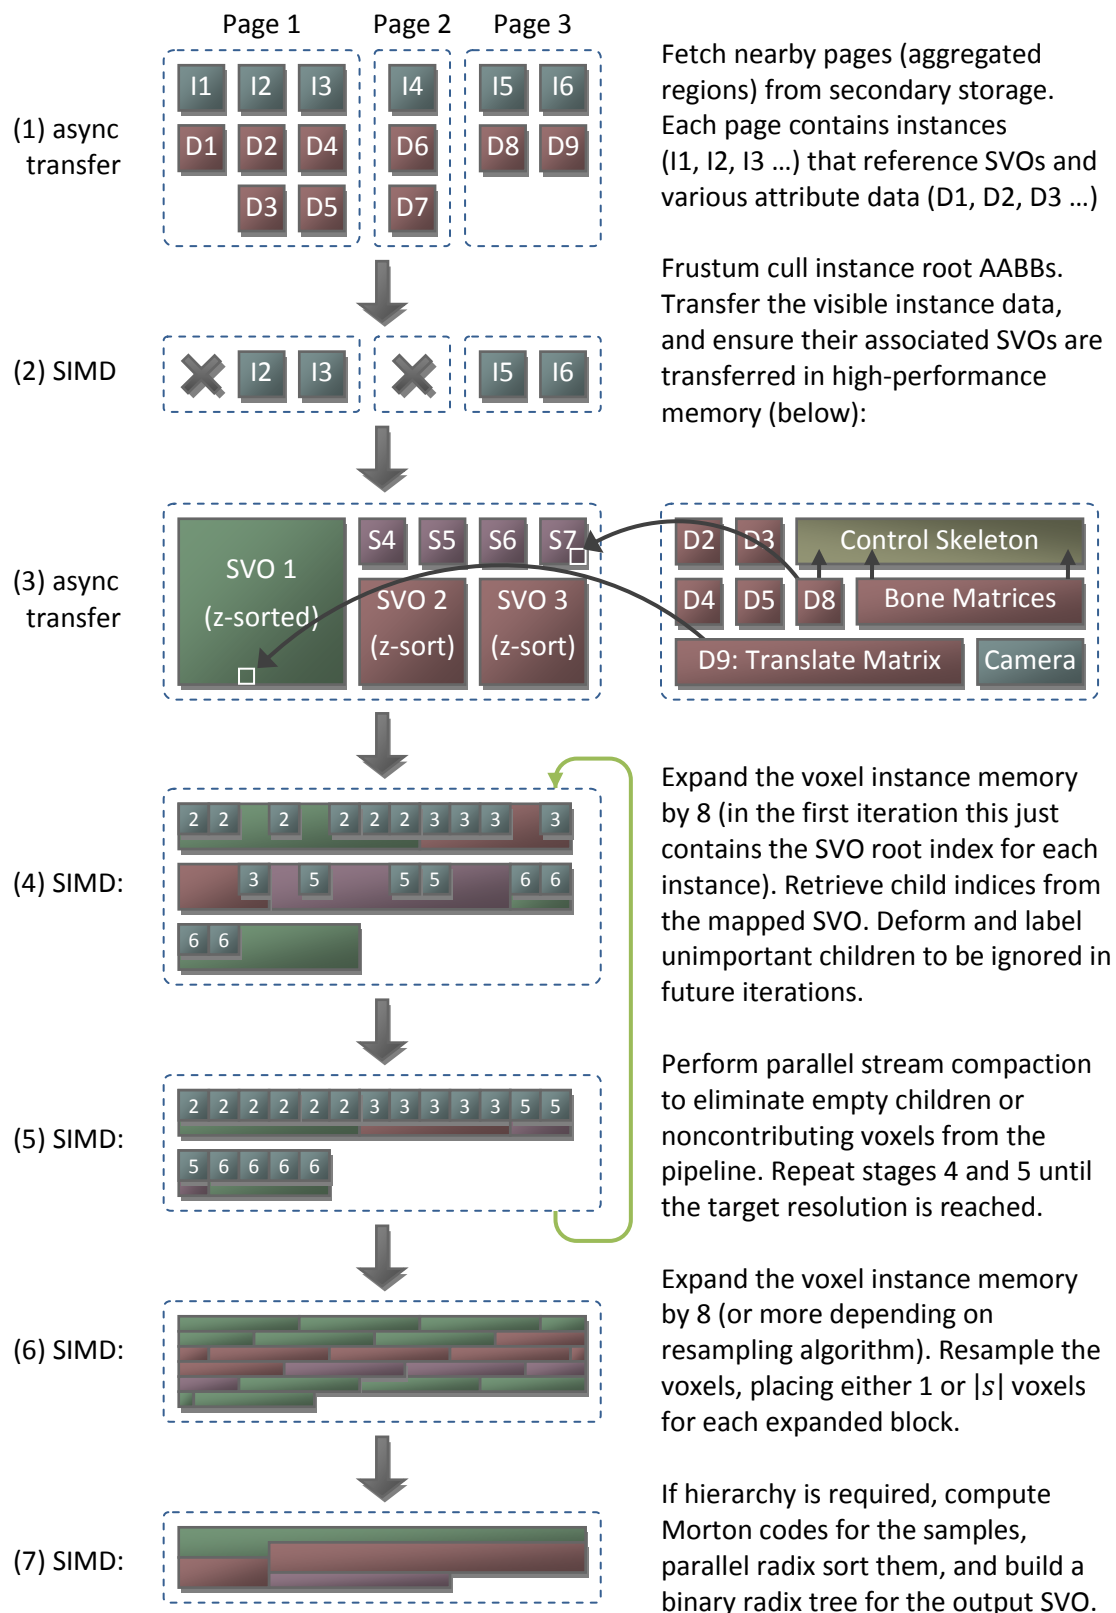 Page 1 Page 2 Page 3
I1 I2 I3 I4 I5 I6
(1) async
transfer
D1 D2 D4 D6 D8 D9
D3 D5 D7
Fetch nearby pages (aggregated
regions) from secondary storage.
Each page contains instances
(I1, I2, I3 ...) that reference SVOs and
various attribute data (D1, D2, D3 ...)
(2) SIMD
I2 I3 I5 I6
Frustum cull instance root AABBs.
Transfer the visible instance data,
and ensure their associated SVOs are
transferred in high-performance
memory (below):
(3) async
transfer
SVO 1
(z-sorted)
S4 S5 S6 S7
SVO 2
(z-sort)
SVO 3
(z-sort)
D2 D3 Control Skeleton
D4 D5 D8 Bone Matrices
D9: Translate Matrix Camera
(4) SIMD:
2 2 2 2 2 2 3 3 3 3
3 5 5 5 6 6
6 6
Expand the voxel instance memory
by 8 (in the first iteration this just
contains the SVO root index for each
instance). Retrieve child indices from
the mapped SVO. Deform and label
unimportant children to be ignored in
future iterations.
(5) SIMD:
2 2 2 2 2 2 3 3 3 3 3 5 5
5 6 6 6 6
Perform parallel stream compaction
to eliminate empty children or
noncontributing voxels from the
pipeline. Repeat stages 4 and 5 until
the target resolution is reached.
(6) SIMD:
Expand the voxel instance memory
by 8 (or more depending on
resampling algorithm). Resample the
voxels, placing either 1 or |s| voxels
for each expanded block.
(7) SIMD:
If hierarchy is required, compute
Morton codes for the samples,
parallel radix sort them, and build a
binary radix tree for the output SVO.